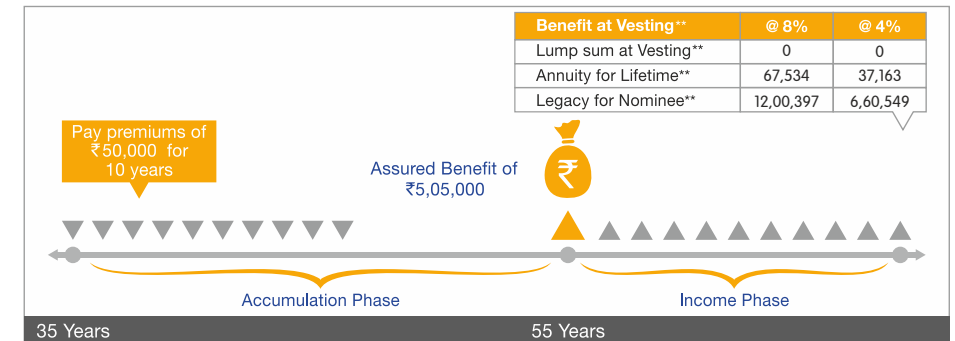 Benefit at Vesting** @ 8% @ 4%
Lump sum at Vesting** 0 0
Annuity for Lifetime** 67,534 37,163
Legacy for Nominee** 12,00,397 6,60,549
Pay premiums of
₹50,000 for
10 years
Assured Benefit of
₹5,05,000
₹
Accumulation Phase
Income Phase
35 Years
55 Years